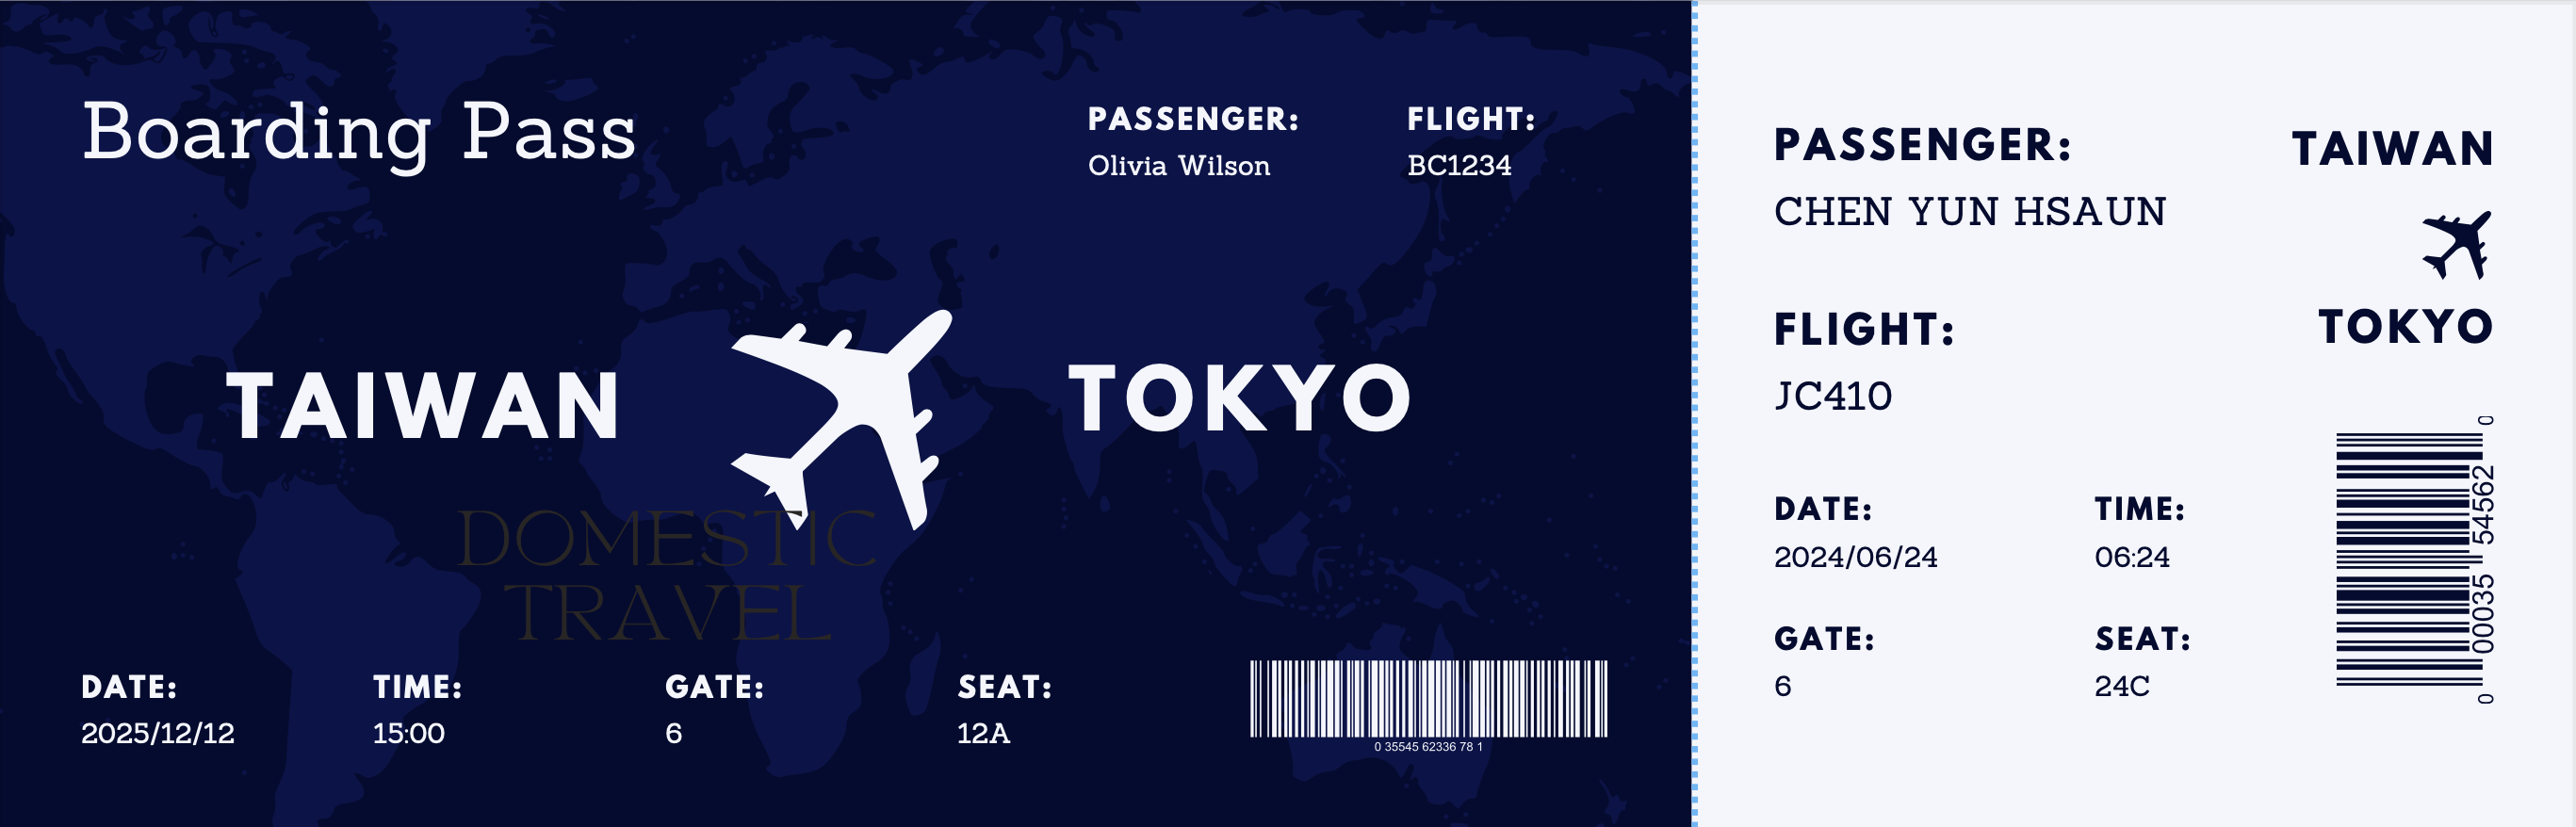 Boarding Pass
PASSENGER:
Olivia Wilson
FLIGHT:
BC1234
TAIWAN
TOKYO
DOMESTIC
TRAVEL
DATE:
2025/12/12
TIME:
15:00
GATE:
6
SEAT:
12A
0 35545 62336 78 1
PASSENGER:
CHEN YUN HSAUN
TAIWAN
TOKYO
FLIGHT:
JC410
DATE:
2024/06/24
TIME:
06:24
GATE:
6
SEAT:
24C
0 00035 54562 0